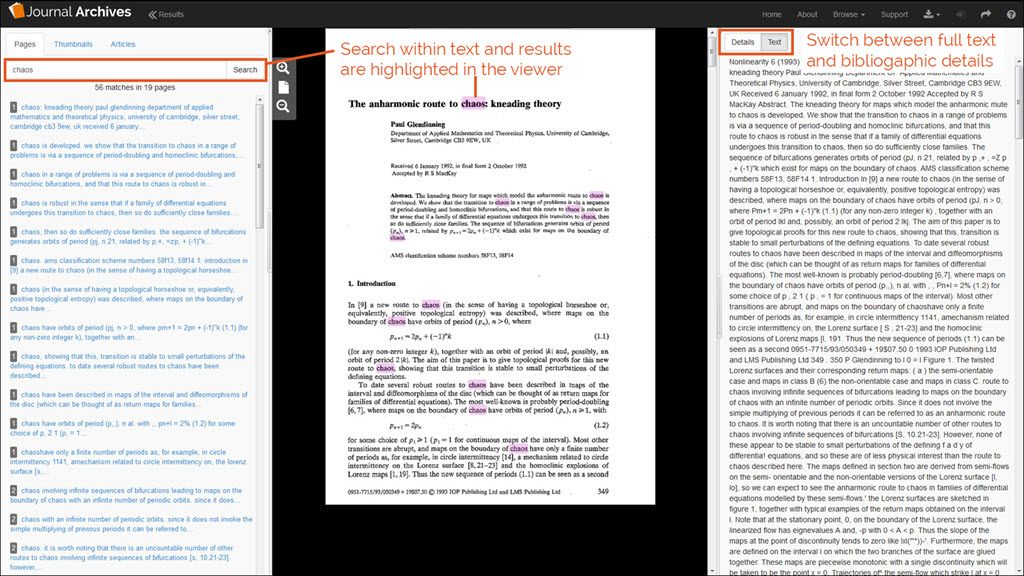 Journal Archives
Results
Home
About
Browse
Support
Pages
Thumbnails
Articles
chaos
Search
56 matches in 19 pages
1 chaos: kneading theory paul glendinning department of applied
mathematics and theoretical physics, university of cambridge, silver street,
cambridge cb3 9ew, uk received 6 january...
1 chaos is developed. we show that the transition to chaos in a range of
problems is via a sequence of period-doubling and homoclinic bifurcations,...
1 chaos in a range of problems is via a sequence of period-doubling and
homoclinic bifurcations, and that this route to chaos is robust in...
1 chaos is robust in the sense that if a family of differential equations
undergoes this transition to chaos, then so do sufficiently close families....
1 chaos, then so do sufficiently close families. the sequence of bifurcations
generates orbits of period (pj, n 21, related by p,+, =zp, + (-1)"k...
1 chaos. ams classification scheme numbers 58f13, 58f14 1. introduction in
[9] a new route to chaos (in the sense of having a topological horseshoe...
1 chaos (in the sense of having a topological horseshoe or, equivalently,
positive topological entropy) was described, where maps on the boundary of
chaos have...
1 chaos have orbits of period (pj, n > 0, where pm+1 = 2pn + (-1)"k (1.1) (for
any non-zero integer k), together with an...
1 chaos, showing that this, transition is stable to small perturbations of the
defining equations. to date several robust routes to chaos have been
described...
1 chaos have been described in maps of the interval and diffeomorphisms of
the disc (which can be thought of as return maps for families...
1 chaos have orbits of period (p,,), n al. with ,, pn+l = 2% (1.2) for some
choice of p, 2 1 (p, = 1...
1 chaoshave only a finite number of periods as, for example, in circle
intermittency 1141, amechanism related to circle intermittency on, the lorenz
surface [s,...
2 chaos involving infinite sequences of bifurcations leading to maps on the
boundary of chaos with an infinite number of periodic orbits. since it does...
2 chaos with an infinite number of periodic orbits. since it does not involve the
simple multiplying of previous periods it can be referred to...
2 chaos. it is worth noting that there is an uncountable number of other
routes to chaos involving infinite sequences of bifurcations [s, 10.21-23].
however,...
Search within text and results
are highlighted in the viewer
The anharmonic route to chaos: kneading theory
Paul Glendinning
Department of Applied Mathematics and Theoretical Physics, University of Cambridge,
Silver Street, Cambridge CB3 9EW, UK
Received 6 January 1992, in final form 2 October 1992
Accepted by R S MacKay
Abstract. The kneading theory for maps which model the anharmonic route to chaos is
developed. We show that the transition to chaos in a range of problems is via a sequence
of period-doubling and homoclinic bifurcations, and that this route to chaos is robust in
the sense that if a family of differential equations undergoes this transition to chaos, then
so do sufficiently close families. The sequence of bifurcations generates orbits of period
(pₙ), n≥1, related by pₙ₊₁=2pₙ+(−1)ⁿk which exist for maps on the boundary of
chaos.
AMS classification scheme numbers 58F13, 58F14
1. Introduction
In [9] a new route to chaos (in the sense of having a topological horseshoe or,
equivalently, positive topological entropy) was described, where maps on the
boundary of chaos have orbits of period (pₙ), n>0, where
pₙ₊₁=2pₙ+(−1)ⁿk (1.1)
(for any non-zero integer k), together with an orbit of period |k| and, possibly, an
orbit of period 2|k|. The aim of this paper is to give topological proofs for this new
route to chaos, showing that this transition is stable to small perturbations of the
defining equations.
To date several robust routes to chaos have been described in maps of the
interval and diffeomorphisms of the disc (which can be thought of as return maps for
families of differential equations). The most well-known is probably period-doubling
[6, 7], where maps on the boundary of chaos have orbits of period (pₙ), n≥1, with
pₙ₊₁=2pₙ (1.2)
for some choice of p₁≥1 (p₁=1 for continuous maps of the interval). Most other
transitions are abrupt, and maps on the boundary of chaos have only a finite number
of periods as, for example, in circle intermittency [14], a mechanism related to circle
intermittency on the Lorenz surface [8, 21–23] and the homoclinic explosions of
Lorenz maps [1, 19]. Thus the new sequence of periods (1.1) can be seen as a second
0951-7715/93/050349 + 19$07.50 © 1993 IOP Publishing Ltd and LMS Publishing Ltd 349
Details
Text
Switch between full text
and bibliogaphic details
Nonlinearity 6 (1993)
kneading theory Paul Glendinning Department Of Applied Mathematics and
Theoretical Physics, University of Cambridge, Silver Street, Cambridge CB3 9EW,
UK Received 6 January 1992, in final form 2 October 1992 Accepted by R S
MacKay Abstract. The kneading theory for maps which model the anharmonic mute
to chaos is developed. We show that the transition to chaos in a range of problems
is via a sequence of period-doubling and homoclinic bifurcations, and that this route
to chaos is robust in the sense that if a family of differential equations
undergoes this transition to chaos, then so do sufficiently close families. The
sequence of bifurcations generates orbits of period (pJ, n 21, related by p ,+ , =Z p
, + (-1)"k which exist for maps on the boundary of chaos. AMS classification scheme
numbers 58F13, 58F14 1. Introduction In [9] a new route to chaos (in the sense of
having a topological horseshoe or, equivalently, positive topological entropy) was
described, where maps on the boundary of chaos have orbits of period (pJ, n > 0,
where Pm+1 = 2Pn + (-1)"k (1.1) (for any non-zero integer k) , together with an
orbit of period lkl and, possibly, an orbit of period 2 lkl. The aim of this paper is to
give topological proofs for this new route to chaos, showing that this, transition is
stable to small perturbations of the defining equations. To date several robust
routes to chaos have been described in maps of the interval and diffeomorphisms
of the disc (which can be thought of as return maps for families of differential
equations). The most well-known is probably period-doubling [6,7], where maps on
the boundary of chaos have orbits of period (p,,), n al. with , , Pn+l = 2% (1.2) for
some choice of p , 2 1 ( p , = 1 for continuous maps of the interval). Most other
transitions are abrupt, and maps on the boundary of chaoshave only a finite
number of periods as, for example, in circle intermittency 1141, amechanism related
to circle intermittency on, the Lorenz surface [ S , 21-23] and the homoclinic
explosions of Lorenz maps [l, 191. Thus the new sequence of periods (1.1) can be
seen as a second 0951-7715/93/050349 + 19$07.50 0 1993 IOP Publishing Ltd
and LMS Publishing Ltd 349 . 350 P Glendinning to I 0 = l Figure 1. The twisted
Lorenz surfaces and their corresponding return maps: ( a ) the semi-orientable
case and maps in class B (6) the non-orientable case and maps in class C. route to
chaos involving infinite sequences of bifurcations leading to maps on the boundary
of chaos with an infinite number of periodic orbits. Since it does not involve the
simple multiplying of previous periods it can be referred to as an anharmonic route
to chaos. It is worth noting that there is an uncountable number of other routes to
chaos involving infinite sequences of bifurcations [S, 10.21-23]. However, none of
these appear to be stable to small perturbations of the defining f a d y of
differential equations, and so these are of less physical interest than the route to
chaos described here. The maps defined in section two are derived from semi-flows
on the semi- orientable and the non-orientable versions of the Lorenz surface [l,
lo], so we can expect to see the anharmonic route to chaos in families of differential
equations modelled by these semi-flows.' the Lorenz surfaces are sketched in
figure 1, together with typical examples of the return maps obtained on the interval
I. Note that at the stationary point, 0, on the boundary of the Lorenz surface, the
linearized flow has eigenvalues A and, -p with 0 < A < p. Thus the slope of the
maps at the point of discontinuity tends to zero like lxl(""")-'. Furthermore, the maps
are defined on the interval I on which the two branches of the surface are glued
together. These maps are piecewise monotonic with a single discontinuity which will
be taken to be the point x = 0. Trajectories of' the semi-flow which strike I at x = 0